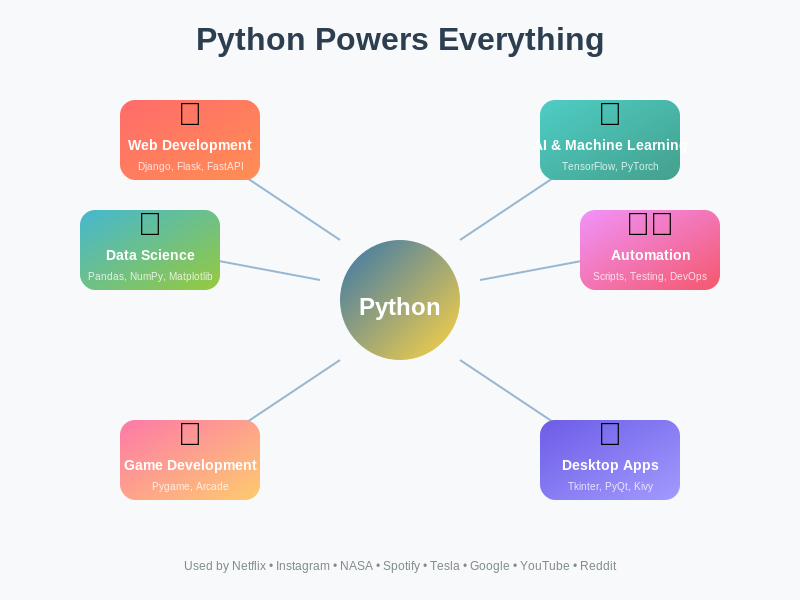 Python Powers Everything
Web Development
Django, Flask, FastAPI
AI & Machine Learning
TensorFlow, PyTorch
Data Science
Pandas, NumPy, Matplotlib
Automation
Scripts, Testing, DevOps
Python
Game Development
Pygame, Arcade
Desktop Apps
Tkinter, PyQt, Kivy
Used by Netflix • Instagram • NASA • Spotify • Tesla • Google • YouTube • Reddit